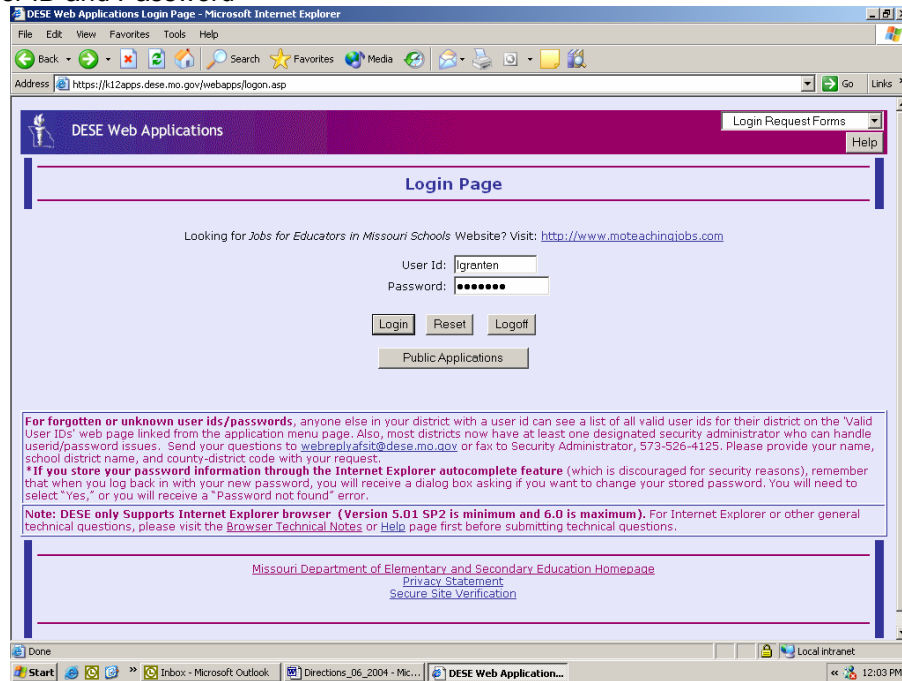 er ID and Password
DESE Web Applications Login Page - Microsoft Internet Explorer
File Edit View Favorites Tools Help
Back Search Favorites Media
Address https://k12apps.dese.mo.gov/webapps/logon.asp Go Links
DESE Web Applications
Login Request Forms
Help
Login Page
Looking for Jobs for Educators in Missouri Schools Website? Visit: http://www.moteachingjobs.com
User Id: lgranten
Password: •••••••
Login Reset Logoff
Public Applications
For forgotten or unknown user ids/passwords, anyone else in your district with a user id can see a list of all valid user ids for their district on the 'Valid
User IDs' web page linked from the application menu page. Also, most districts now have at least one designated security administrator who can handle
userid/password issues. Send your questions to webreplyafsit@dese.mo.gov or fax to Security Administrator, 573-526-4125. Please provide your name,
school district name, and county-district code with your request.
*If you store your password information through the Internet Explorer autocomplete feature (which is discouraged for security reasons), remember
that when you log back in with your new password, you will receive a dialog box asking if you want to change your stored password. You will need to
select "Yes," or you will receive a "Password not found" error.
Note: DESE only Supports Internet Explorer browser (Version 5.01 SP2 is minimum and 6.0 is maximum). For Internet Explorer or other general
technical questions, please visit the Browser Technical Notes or Help page first before submitting technical questions.
Missouri Department of Elementary and Secondary Education Homepage
Privacy Statement
Secure Site Verification
Done Local intranet
Start » Inbox - Microsoft Outlook Directions_06_2004 - Mic... DESE Web Application... « 12:03 PM